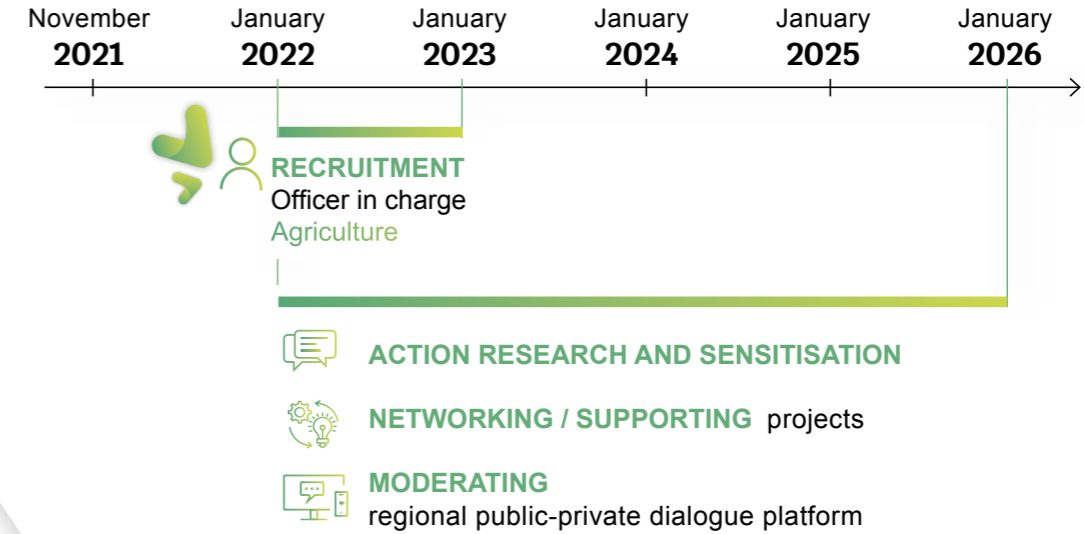 November January January January January January
2021 2022 2023 2024 2025 2026
RECRUITMENT
Officer in charge
Agriculture
ACTION RESEARCH AND SENSITISATION
NETWORKING / SUPPORTING projects
MODERATING
regional public-private dialogue platform